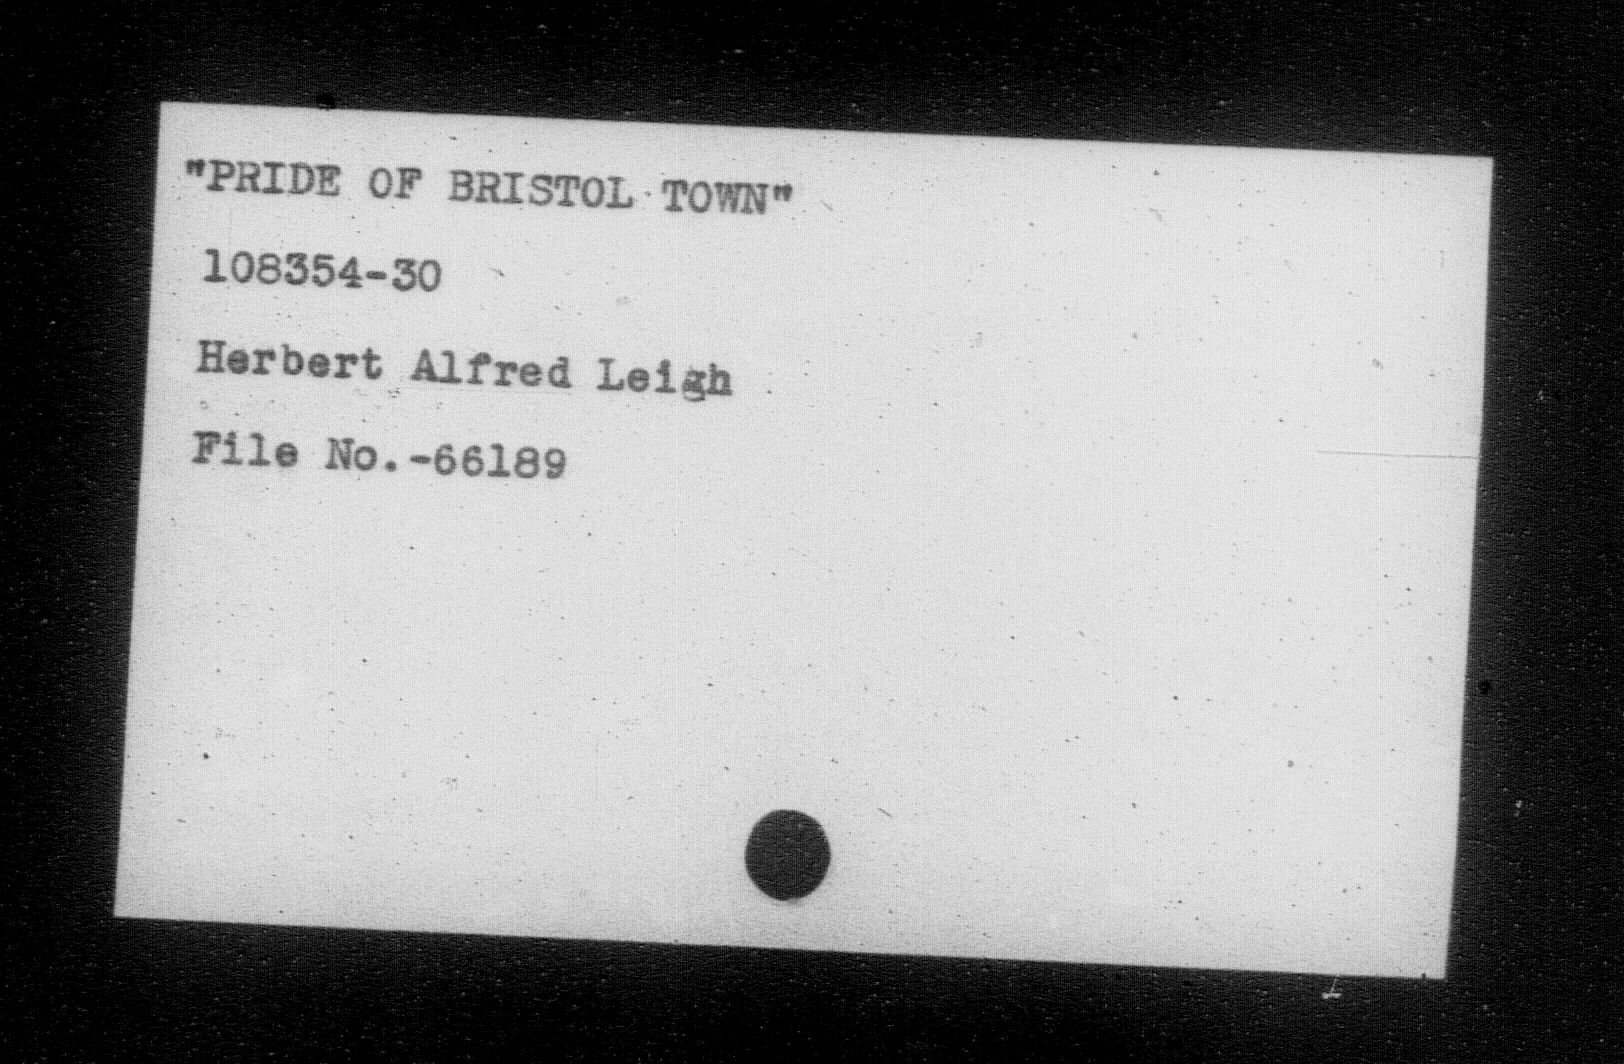 "PRIDE OF BRISTOL TOWN"
108354-30
Herbert Alfred Leigh
File No.-66189